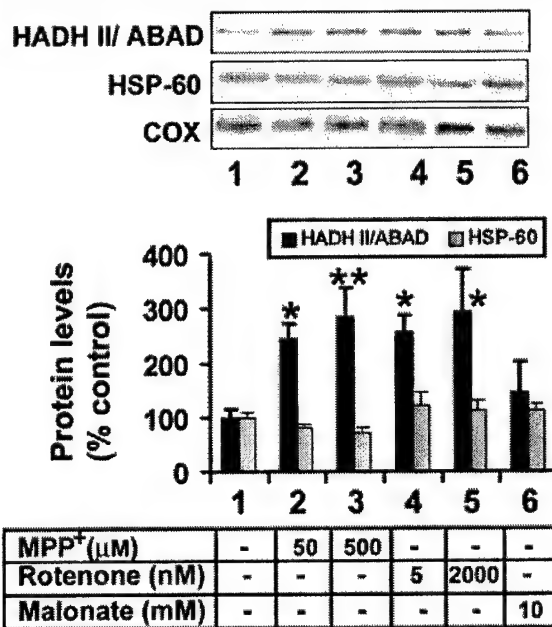 HADH II/ ABAD
HSP-60
COX
1 2 3 4 5 6
HADH II/ABAD HSP-60
Protein levels
(% control)
400
300
200
100
0
* ** * *
1 2 3 4 5 6
MPP⁺(μM) - 50 500 - - -
Rotenone (nM) - - - 5 2000 -
Malonate (mM) - - - - - 10